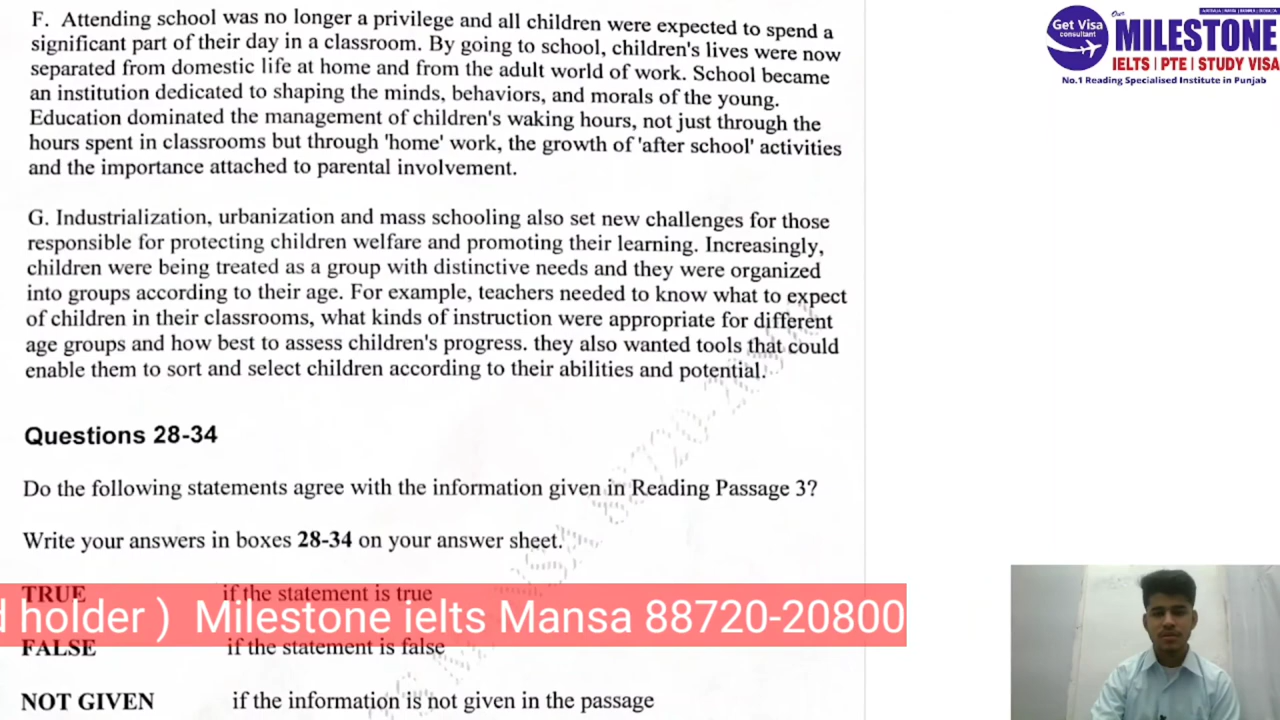 F. Attending school was no longer a privilege and all children were expected to spend a
significant part of their day in a classroom. By going to school, children's lives were now
separated from domestic life at home and from the adult world of work. School became
an institution dedicated to shaping the minds, behaviors, and morals of the young.
Education dominated the management of children's waking hours, not just through the
hours spent in classrooms but through 'home' work, the growth of 'after school' activities
and the importance attached to parental involvement.
G. Industrialization, urbanization and mass schooling also set new challenges for those
responsible for protecting children welfare and promoting their learning. Increasingly,
children were being treated as a group with distinctive needs and they were organized
into groups according to their age. For example, teachers needed to know what to expect
of children in their classrooms, what kinds of instruction were appropriate for different
age groups and how best to assess children's progress. they also wanted tools that could
enable them to sort and select children according to their abilities and potential.
Questions 28-34
Do the following statements agree with the information given in Reading Passage 3?
Write your answers in boxes 28-34 on your answer sheet.
TRUE if the statement is true
d holder ) Milestone ielts Mansa 88720-20800
FALSE if the statement is false
NOT GIVEN if the information is not given in the passage
Get Visa
consultant
Our
MILESTONE
IELTS | PTE | STUDY VISA
No.1 Reading Specialised Institute in Punjab